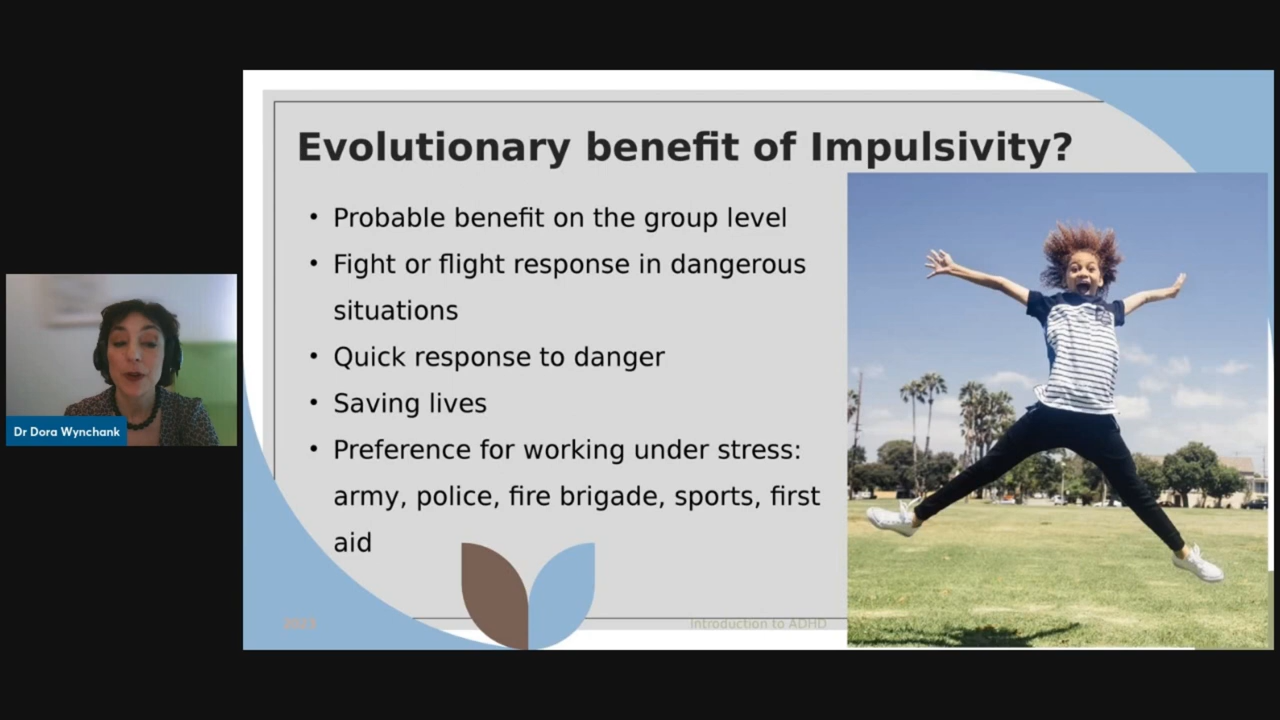 Evolutionary benefit of Impulsivity?
• Probable benefit on the group level
• Fight or flight response in dangerous
situations
• Quick response to danger
• Saving lives
• Preference for working under stress:
army, police, fire brigade, sports, first
aid
Dr Dora Wynchank
Introduction to ADHD